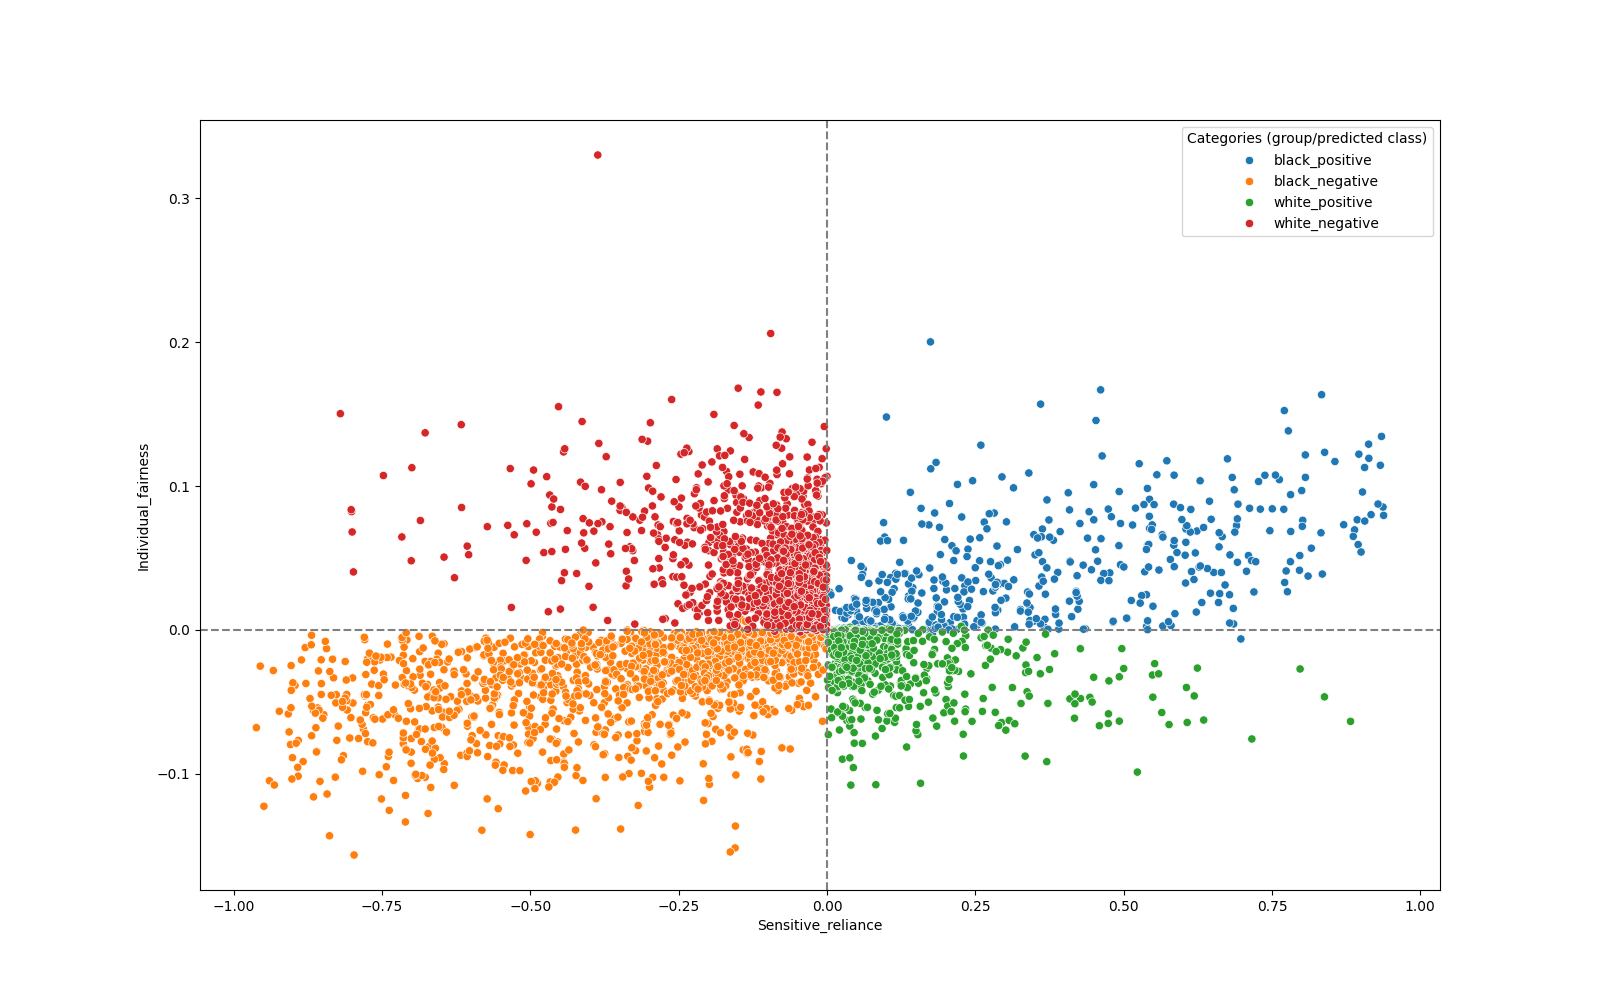 Categories (group/predicted class)
black_positive
black_negative
white_positive
white_negative
Individual_fairness
0.3
0.2
0.1
0.0
−0.1
−1.00 −0.75 −0.50 −0.25 0.00 0.25 0.50 0.75 1.00
Sensitive_reliance